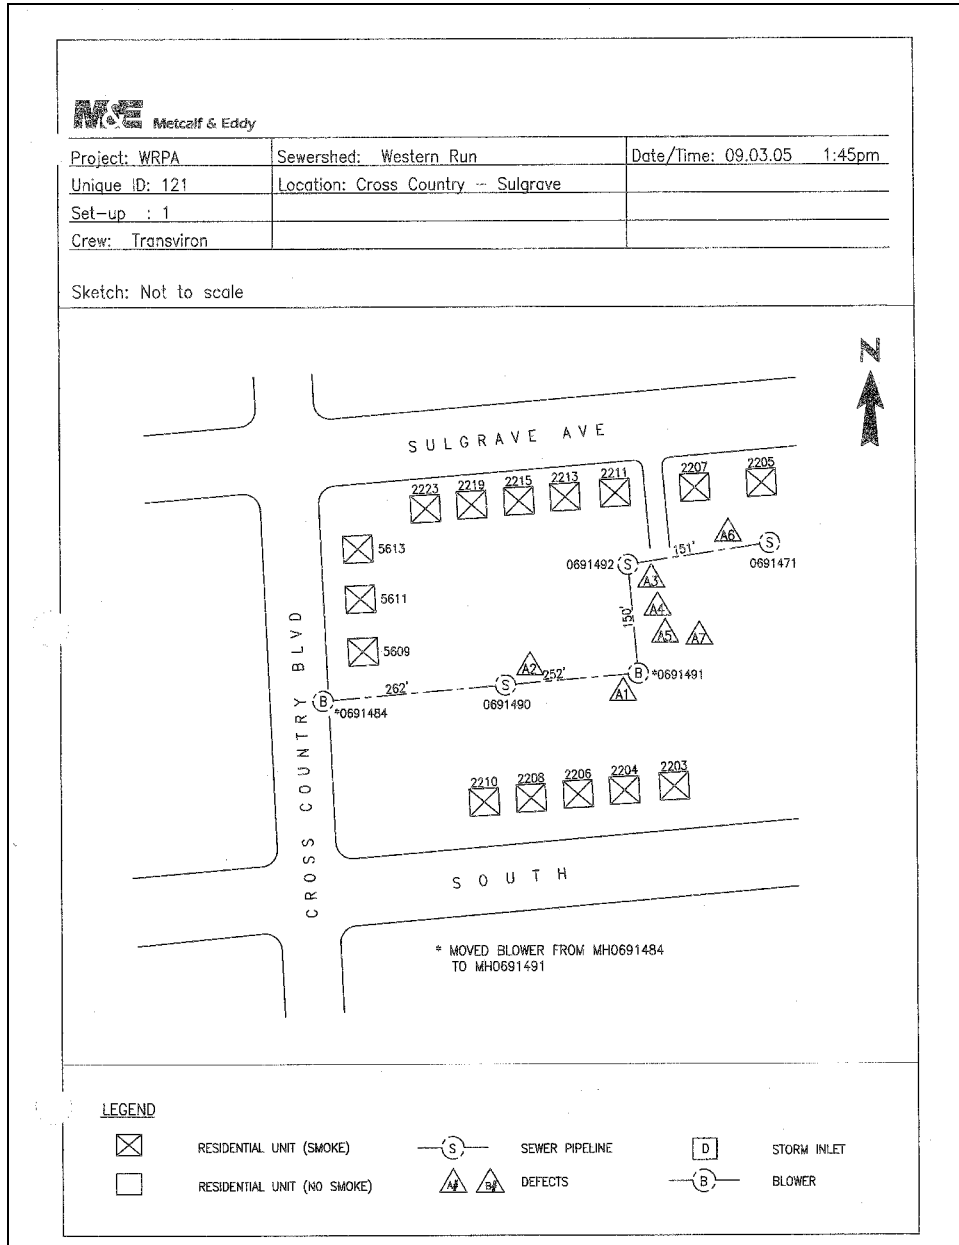 M&E Metcalf & Eddy
Project: WRPA Sewershed: Western Run Date/Time: 09.03.05 1:45pm
Unique ID: 121 Location: Cross Country - Sulgrave
Set-up : 1
Crew: Transviron
Sketch: Not to scale
N
SULGRAVE AVE
2223 2219 2215 2213 2211 2207 2205
A6
5613
151'
0691492 S
S
0691471
A3
5611
A4
150'
A5 A7
5609
A2
252'
B *0691491
262'
S
0691490
A1
B *0691484
CROSS COUNTRY BLVD
2210 2208 2206 2204 2203
SOUTH
* MOVED BLOWER FROM MH0691484
TO MH0691491
LEGEND
RESIDENTIAL UNIT (SMOKE) S SEWER PIPELINE D STORM INLET
RESIDENTIAL UNIT (NO SMOKE) A# B# DEFECTS B BLOWER